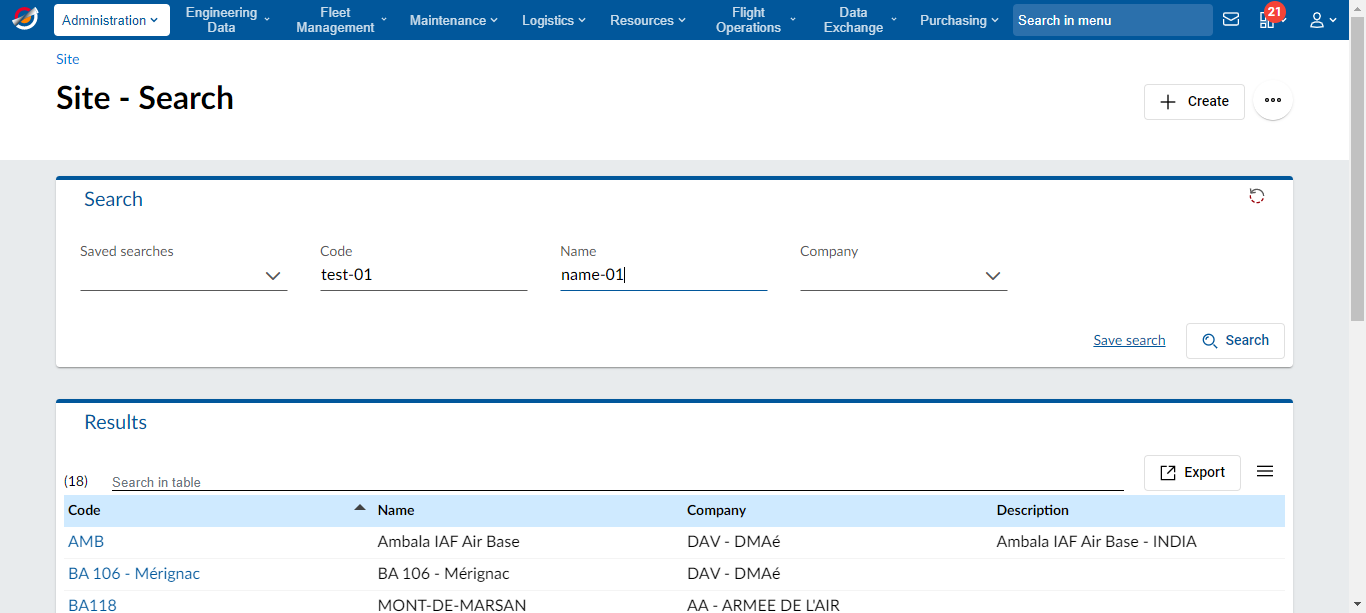 Administration
Engineering Data
Fleet Management
Maintenance
Logistics
Resources
Flight Operations
Data Exchange
Purchasing
Search in menu
21
Site
Site - Search
Create
Search
Saved searches
Code
test-01
Name
name-01
Company
Save search
Search
Results
(18)
Search in table
Export
Code Name Company Description
AMB Ambala IAF Air Base DAV - DMAé Ambala IAF Air Base - INDIA
BA 106 - Mérignac BA 106 - Mérignac DAV - DMAé
BA118 MONT-DE-MARSAN AA - ARMEE DE L'AIR